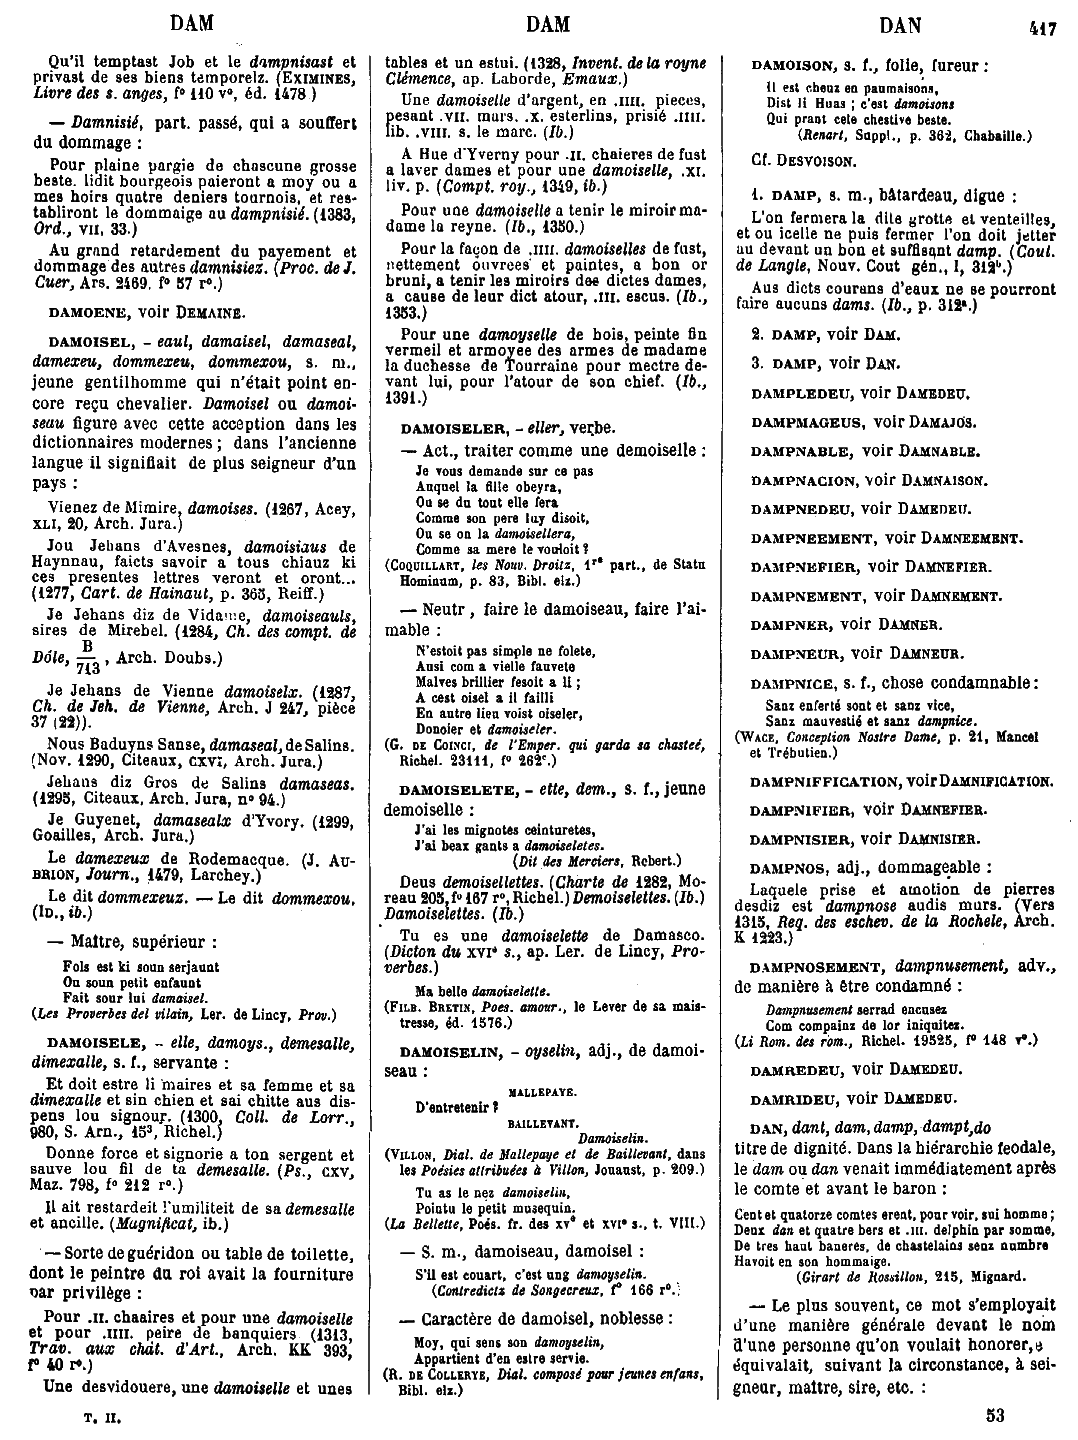 DAM
DAM
DAN
417
Qu'il temptast Job et le dampnisast et
privast de ses biens temporelz. (EXIMINES,
Livre des s. anges, f° 110 v°, éd. 1478 )
— Damnisié, part. passé, qui a souffert
du dommage :
Pour plaine pargie de chascune grosse
beste. lidit bourgeois paieront a moy ou a
mes hoirs quatre deniers tournois, et res-
tabliront le dommaige au dampnisié. (1383,
Ord., VII, 33.)
Au grand retardement du payement et
dommage des autres damnisiez. (Proc. de J.
Cuer, Ars. 2469. f° 57 r°.)
DAMOENE, voir DEMAINE.
DAMOISEL, - eaul, damaisel, damaseal,
damexeu, dommexeu, dommexou, s. m.,
jeune gentilhomme qui n'était point en-
core reçu chevalier. Damoisel ou damoi-
seau figure avec cette acception dans les
dictionnaires modernes ; dans l'ancienne
langue il signifiait de plus seigneur d'un
pays :
Vienez de Mimire, damoises. (1267, Acey,
XLI, 20, Arch. Jura.)
Jou Jehans d'Avesnes, damoisiaus de
Haynnau, faicts savoir a tous chiauz ki
ces presentes lettres veront et oront...
(1277, Cart. de Hainaut, p. 365, Reiff.)
Je Jehans diz de Vidame, damoiseauls,
sires de Mirebel. (1284, Ch. des compt. de
Dôle, B/713, Arch. Doubs.)
Je Jehans de Vienne damoiselx. (1287,
Ch. de Jeh. de Vienne, Arch. J 247, pièce
37 (22)).
Nous Baduyns Sanse, damaseal, de Salins.
(Nov. 1290, Citeaux, CXVI, Arch. Jura.)
Jehans diz Gros de Salins damaseas.
(1295, Citeaux, Arch. Jura, n° 94.)
Je Guyenet, damasealx d'Yvory. (1299,
Goailles, Arch. Jura.)
Le damexeux de Rodemacque. (J. AU-
BRION, Journ., 1479, Larchey.)
Le dit dommexeuz. — Le dit dommexou.
(ID., ib.)
— Maître, supérieur :
Fols est ki soun serjaunt
Ou soun petit enfaunt
Fait sour lui damaisel.
(Les Proverbes del vilain, Ler. de Lincy, Prov.)
DAMOISELE, - elle, damoys., demesalle,
dimexalle, s. f., servante :
Et doit estre li maires et sa femme et sa
dimexalle et sin chien et sai chitte aus dis-
pens lou signour. (1300, Coll. de Lorr.,
980, S. Arn., 15³, Richel.)
Donne force et signorie a ton sergent et
sauve lou fil de ta demesalle. (Ps., CXV,
Maz. 798, f° 212 r°.)
Il ait restardeit l'umiliteit de sa demesalle
et ancille. (Magnificat, ib.)
— Sorte de guéridon ou table de toilette,
dont le peintre du roi avait la fourniture
par privilège :
Pour .II. chaaires et pour une damoiselle
et pour .IIII. peire de banquiers (1313,
Trav. aux chât. d'Art., Arch. KK 393,
f° 40 r°.)
Une desvidouere, une damoiselle et unes
T. II.
tables et un estui. (1328, Invent. de la royne
Clémence, ap. Laborde, Emaux.)
Une damoiselle d'argent, en .IIII. pieces,
pesant .VII. mars. .X. esterlins, prisié .IIII.
lib. .VIII. s. le marc. (Ib.)
A Hue d'Yverny pour .II. chaieres de fust
a laver dames et pour une damoiselle, .XI.
liv. p. (Compt. roy., 1349, ib.)
Pour une damoiselle a tenir le miroir ma-
dame la reyne. (Ib., 1350.)
Pour la façon de .IIII. damoiselles de fust,
nettement ouvrees et paintes, a bon or
bruni, a tenir les miroirs des dictes dames,
a cause de leur dict atour, .III. escus. (Ib.,
1353.)
Pour une damoyselle de bois, peinte fin
vermeil et armoyee des armes de madame
la duchesse de Tourraine pour mectre de-
vant lui, pour l'atour de son chief. (Ib.,
1391.)
DAMOISELER, - eller, verbe.
— Act., traiter comme une demoiselle :
Je vous demande sur ce pas
Auquel la fille obeyra,
Ou se du tout elle fera
Comme son pere luy disoit,
Ou se on la damoisellera,
Comme sa mere le vouloit ?
(COQUILLART, les Nouv. Droitz, 1re part., de Statu
Hominum, p. 83, Bibl. elz.)
— Neutr , faire le damoiseau, faire l'ai-
mable :
N'estoit pas simple ne folete,
Ausi com a vielle fauvete
Malves brillier fesoit a li ;
A cest oisel a il failli
En autre lieu voist oiseler,
Donoier et damoiseler.
(G. DE COINCI, de l'Emper. qui garda sa chasteé,
Richel. 23111, f° 262c.)
DAMOISELETE, - ette, dem., s. f., jeune
demoiselle :
J'ai les mignotes ceinturetes,
J'ai beax gants a damoiseletes.
(Dit des Merciers, Robert.)
Deus demoisellettes. (Charte de 1282, Mo-
reau 205, f° 167 r°, Richel.) Demoiselettes. (Ib.)
Damoiselettes. (Ib.)
Tu es une damoiselette de Damasco.
(Dicton du XVIe s., ap. Ler. de Lincy, Pro-
verbes.)
Ma belle damoiselette.
(FILB. BRETIN, Poes. amour., le Lever de sa mais-
tresse, éd. 1576.)
DAMOISELIN, - oyselin, adj., de damoi-
seau :
MALLEPAYE.
D'entretenir ?
BAILLEVANT.
Damoiselin.
(VILLON, Dial. de Mallepaye et de Baillevant, dans
les Poésies attribuées à Villon, Jouaust, p. 209.)
Tu as le nez damoiselin,
Pointu le petit musequin.
(La Bellette, Poés. fr. des XVe et XVIe s., t. VIII.)
— S. m., damoiseau, damoisel :
S'il est couart, c'est ung damoyselin.
(Contredictz de Songecreux, f° 166 r°.)
— Caractère de damoisel, noblesse :
Moy, qui sens son damoyselin,
Appartient d'en estre servie.
(R. DE COLLERYE, Dial. composé pour jeunes enfans,
Bibl. elz.)
DAMOISON, s. f., folie, fureur :
Il est cheuz en paumaisons,
Dist li Huas ; c'est damoisons
Qui prant cete chestive beste.
(Renart, Suppl., p. 362, Chabaille.)
Cf. DESVOISON.
1. DAMP, s. m., bâtardeau, digue :
L'on fermera la dite grotte et venteilles,
et ou icelle ne puis fermer l'on doit jetter
au devant un bon et suffisant damp. (Coul.
de Langle, Nouv. Cout gén., I, 312b.)
Aus dicts courans d'eaux ne se pourront
faire aucuns dams. (Ib., p. 312a.)
2. DAMP, voir DAM.
3. DAMP, voir DAN.
DAMPLEDEU, voir DAMEDEU.
DAMPMAGEUS, voir DAMAJOS.
DAMPNABLE, voir DAMNABLE.
DAMPNACION, voir DAMNAISON.
DAMPNEDEU, voir DAMEDEU.
DAMPNEEMENT, voir DAMNEEMENT.
DAMPNEFIER, voir DAMNEFIER.
DAMPNEMENT, voir DAMNEMENT.
DAMPNER, voir DAMNER.
DAMPNEUR, voir DAMNEUR.
DAMPNICE, s. f., chose condamnable :
Sanz enferté sont et sanz vice,
Sanz mauvestié et sanz dampnice.
(WACE, Conception Nostre Dame, p. 21, Mancel
et Trébutien.)
DAMPNIFFICATION, voir DAMNIFICATION.
DAMPNIFIER, voir DAMNEFIER.
DAMPNISIER, voir DAMNISIER.
DAMPNOS, adj., dommageable :
Laquele prise et amotion de pierres
desdiz est dampnose audis murs. (Vers
1315, Req. des eschev. de la Rochele, Arch.
K 1223.)
DAMPNOSEMENT, dampnusement, adv.,
de manière à être condamné :
Dampnusement serrad encusez
Com compainz de lor iniquitez.
(Li Rom. des rom., Richel. 19525, f° 148 r°.)
DAMREDEU, voir DAMEDEU.
DAMRIDEU, voir DAMEDEU.
DAN, dant, dam, damp, dampt, do
titre de dignité. Dans la hiérarchie feodale,
le dam ou dan venait immédiatement après
le comte et avant le baron :
Cent et quatorze comtes erent, pour voir, sui homme ;
Deux dan et quatre bers et .III. delphin par somme,
De tres haut baneres, de chastelains senz nombre
Havoit en son hommaige.
(Girart de Rossillon, 215, Mignard.
— Le plus souvent, ce mot s'employait
d'une manière générale devant le nom
d'une personne qu'on voulait honorer, e
équivalait, suivant la circonstance, à sei-
gneur, maître, sire, etc. :
53